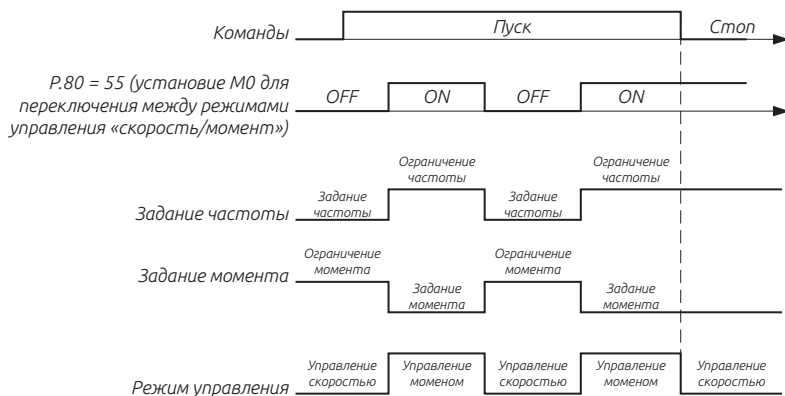 Команды
Пуск
Стоп
P.80 = 55 (установие M0 для
переключения между режимами
управления «скорость/момент»)
OFF
ON
OFF
ON
Задание частоты
Задание
частоты
Ограничение
частоты
Задание
частоты
Ограничение
частоты
Задание момента
Ограничение
момента
Задание
момента
Ограничение
момента
Задание
момента
Режим управления
Управление
скоростью
Управление
моменом
Управление
скоростью
Управление
моменом
Управление
скоростью